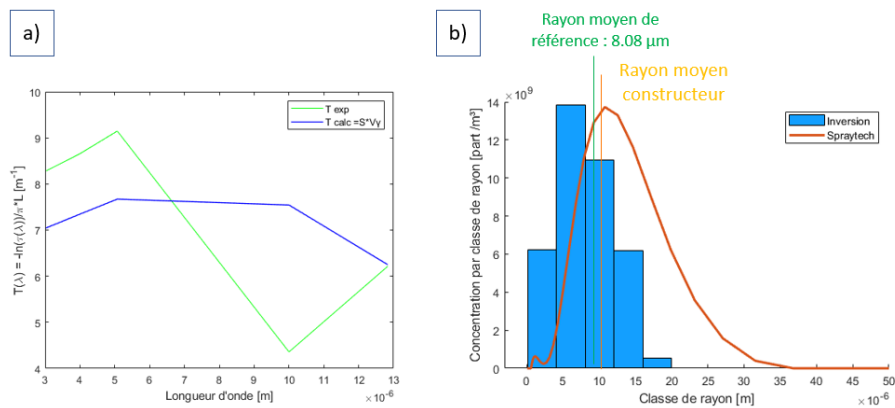 a)
10
9
8
7
6
5
4
T(λ) = -ln(τ(λ))/π*L [m⁻¹]
T exp
T calc =S*Vγ
3 4 5 6 7 8 9 10 11 12 13
Longueur d'onde [m]
×10⁻⁶
b)
Rayon moyen de
référence : 8.08 µm
Rayon moyen
constructeur
×10⁹
14
12
10
8
6
4
2
0
Concentration par classe de rayon [part /m³]
Inversion
Spraytech
0 5 10 15 20 25 30 35 40 45 50
Classe de rayon [m]
×10⁻⁶